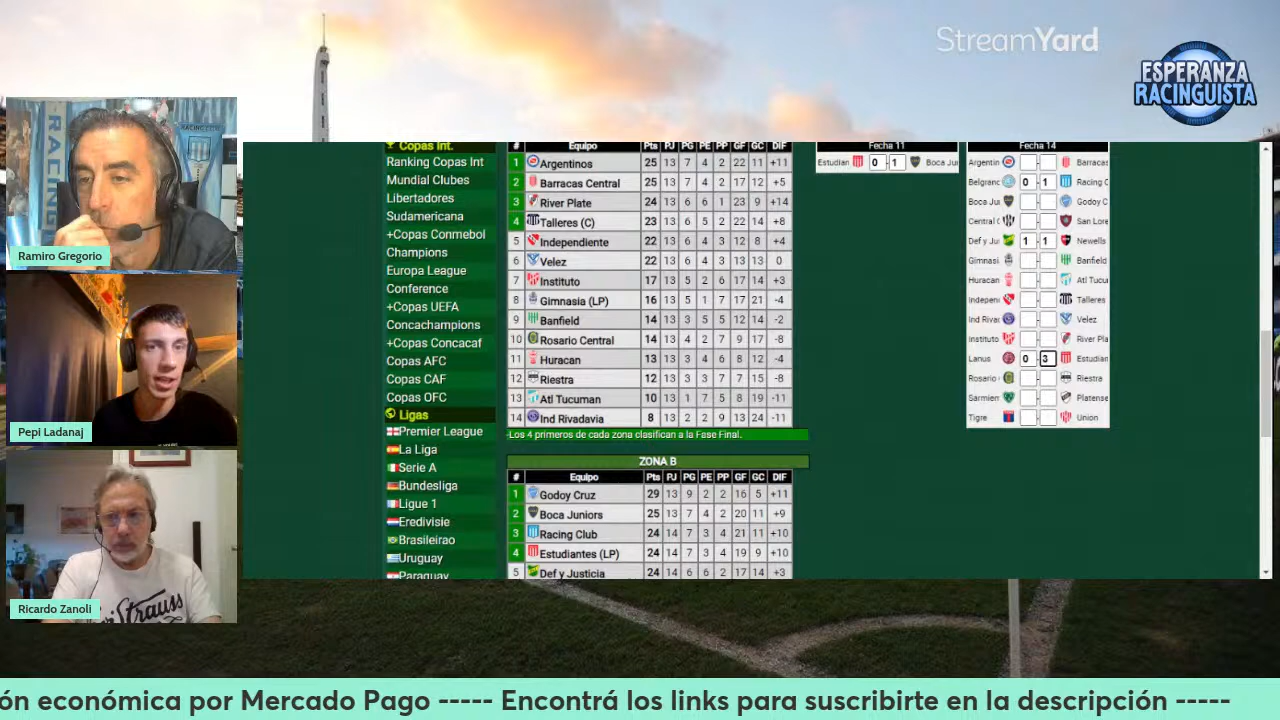 StreamYard
ESPERANZA
RACINGUISTA
RACING
Ramiro Gregorio
Pepi Ladanaj
Ricardo Zanoli
Copas Int.
Ranking Copas Int
Mundial Clubes
Libertadores
Sudamericana
+Copas Conmebol
Champions
Europa League
Conference
+Copas UEFA
Concachampions
+Copas Concacaf
Copas AFC
Copas CAF
Copas OFC
Ligas
Premier League
La Liga
Serie A
Bundesliga
Ligue 1
Eredivisie
Brasileirao
Uruguay
Paraguay
# Equipo Pts PJ PG PE PP GF GC DIF
1 Argentinos 25 13 7 4 2 22 11 +11
2 Barracas Central 25 13 7 4 2 17 12 +5
3 River Plate 24 13 6 6 1 23 9 +14
4 Talleres (C) 23 13 6 5 2 22 14 +8
5 Independiente 22 13 6 4 3 12 8 +4
6 Velez 22 13 6 4 3 13 13 0
7 Instituto 17 13 5 2 6 17 14 +3
8 Gimnasia (LP) 16 13 5 1 7 17 21 -4
9 Banfield 14 13 3 5 5 12 14 -2
10 Rosario Central 14 13 4 2 7 9 17 -8
11 Huracan 13 13 3 4 6 8 12 -4
12 Riestra 12 13 3 3 7 7 15 -8
13 Atl Tucuman 10 13 1 7 5 8 19 -11
14 Ind Rivadavia 8 13 2 2 9 13 24 -11
-Los 4 primeros de cada zona clasifican a la Fase Final.
ZONA B
# Equipo Pts PJ PG PE PP GF GC DIF
1 Godoy Cruz 29 13 9 2 2 16 5 +11
2 Boca Juniors 25 13 7 4 2 20 11 +9
3 Racing Club 24 14 7 3 4 21 11 +10
4 Estudiantes (LP) 24 14 7 3 4 19 9 +10
5 Def y Justicia 24 14 6 6 2 17 14 +3
Fecha 11
Estudian 0 - 1 Boca Ju
Fecha 14
Argentin - Barracas
Belgrano 0 1 Racing C
Boca Ju - Godoy C
Central C - San Lore
Def y Ju 1 1 Newells
Gimnasi - Banfield
Huracan - Atl Tucu
Indepen - Talleres
Ind Rivad - Velez
Instituto - River Pla
Lanus 0 3 Estudian
Rosario - Riestra
Sarmien - Platense
Tigre - Union
ón económica por Mercado Pago ----- Encontrá los links para suscribirte en la descripción -----